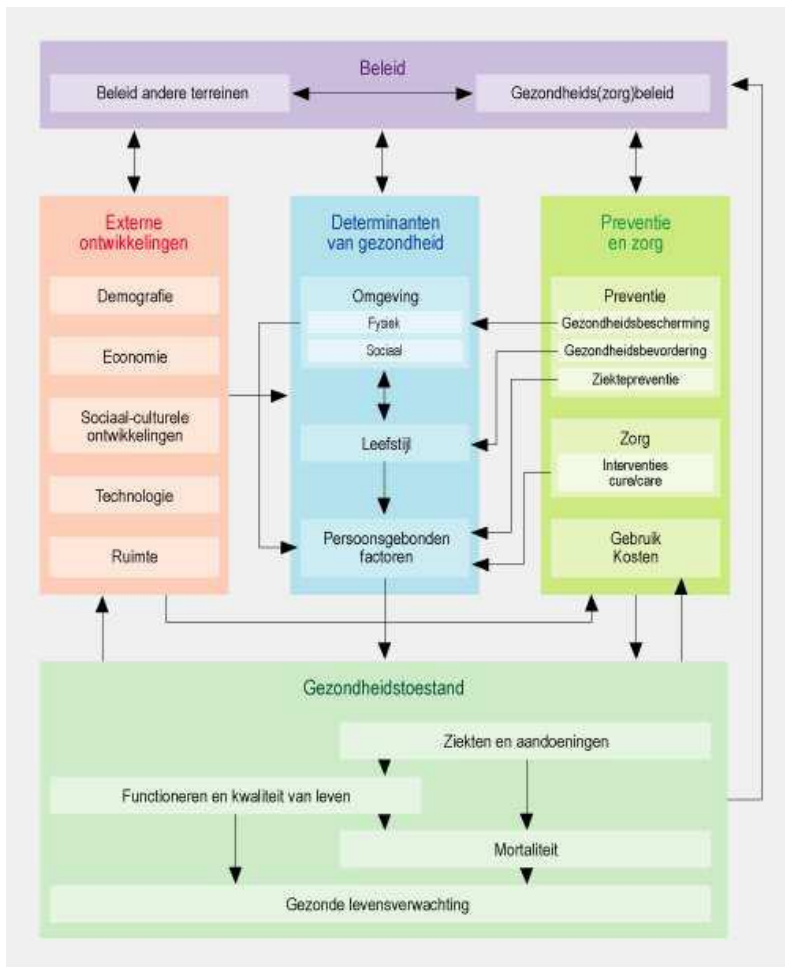 Beleid
Beleid andere terreinen
Gezondheids(zorg)beleid
Externe
ontwikkelingen
Demografie
Economie
Sociaal-culturele
ontwikkelingen
Technologie
Ruimte
Determinanten
van gezondheid
Omgeving
Fysiek
Sociaal
Leefstijl
Persoonsgebonden
factoren
Preventie
en zorg
Preventie
Gezondheidsbescherming
Gezondheidsbevordering
Ziektepreventie
Zorg
Interventies
cure/care
Gebruik
Kosten
Gezondheidstoestand
Ziekten en aandoeningen
Functioneren en kwaliteit van leven
Mortaliteit
Gezonde levensverwachting